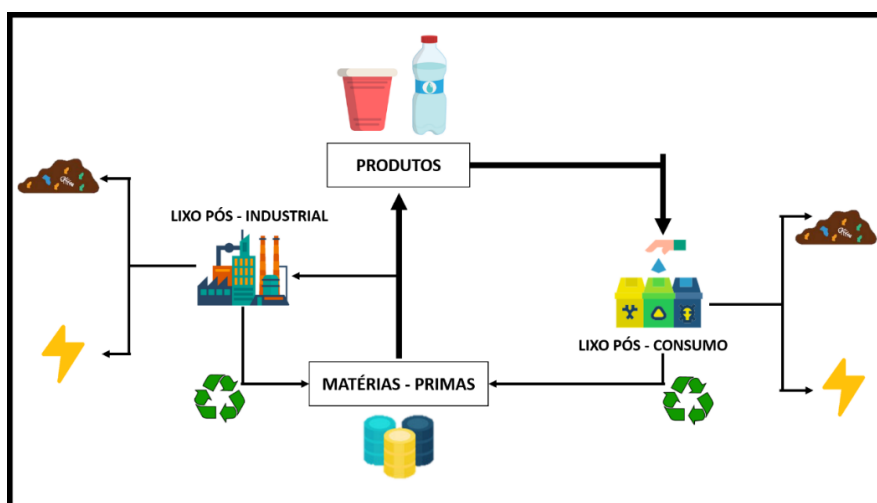 PRODUTOS
LIXO PÓS - INDUSTRIAL
LIXO PÓS - CONSUMO
MATÉRIAS - PRIMAS